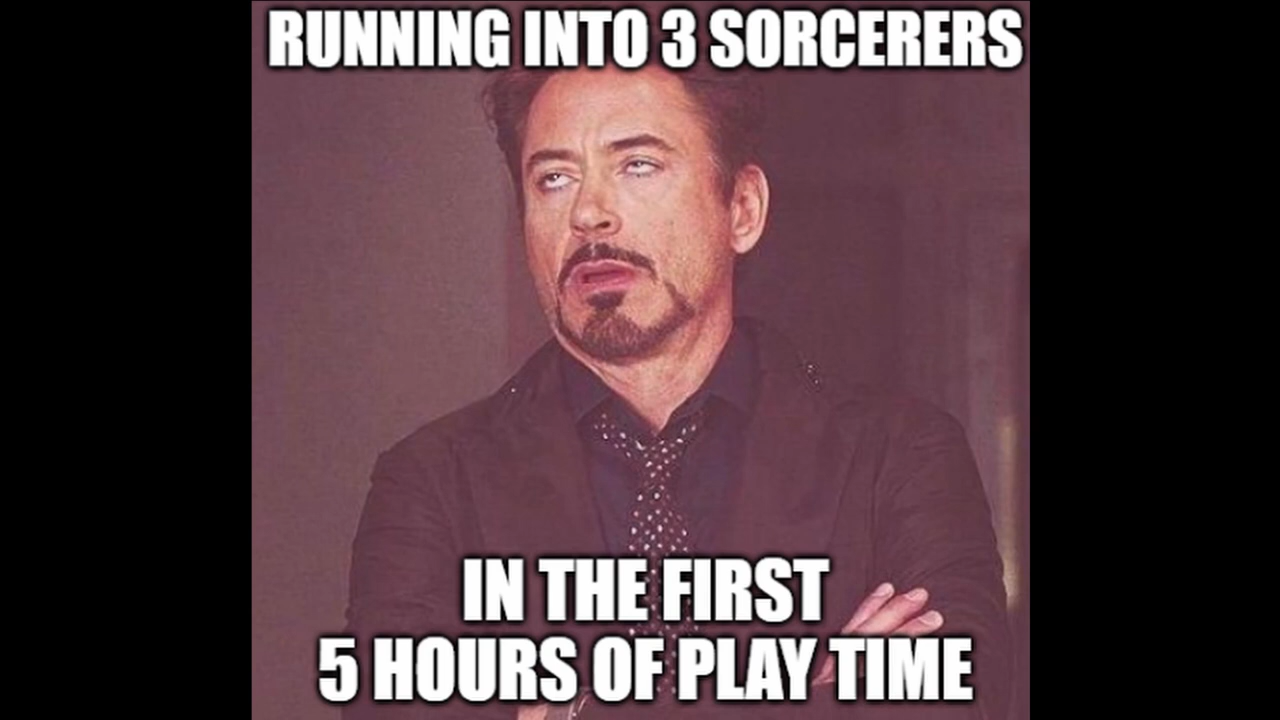 RUNNING INTO 3 SORCERERS
IN THE FIRST
5 HOURS OF PLAY TIME